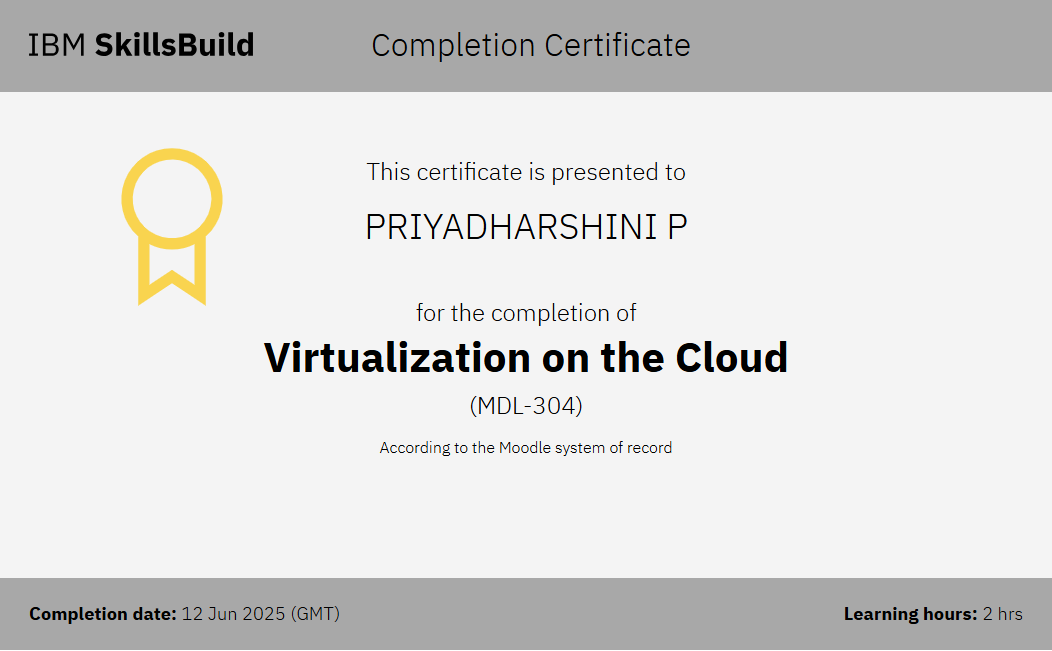 IBM SkillsBuild
Completion Certificate
This certificate is presented to
PRIYADHARSHINI P
for the completion of
Virtualization on the Cloud
(MDL-304)
According to the Moodle system of record
Completion date: 12 Jun 2025 (GMT)
Learning hours: 2 hrs